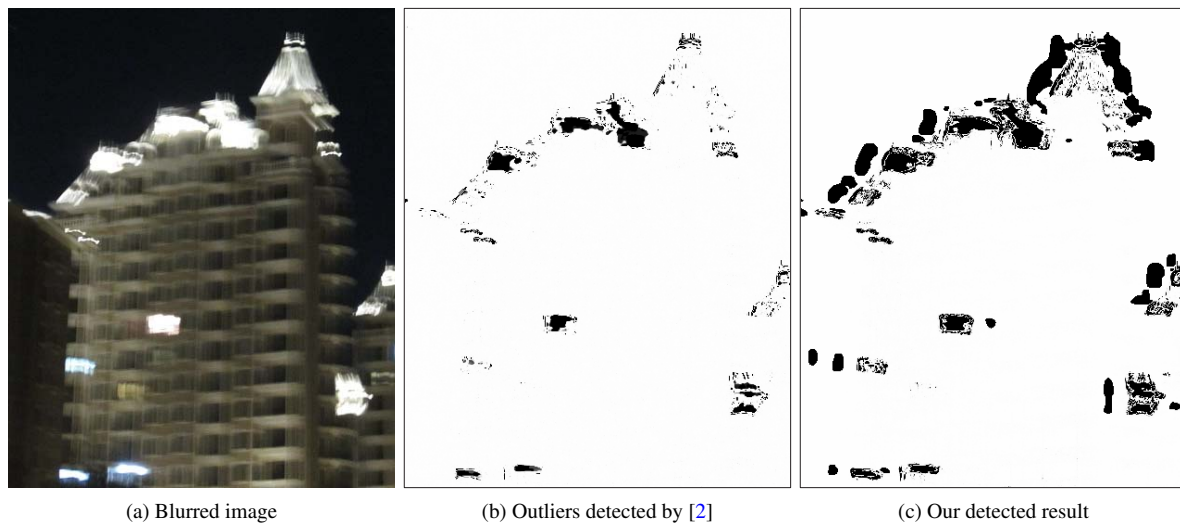 (a) Blurred image
(b) Outliers detected by [2]
(c) Our detected result